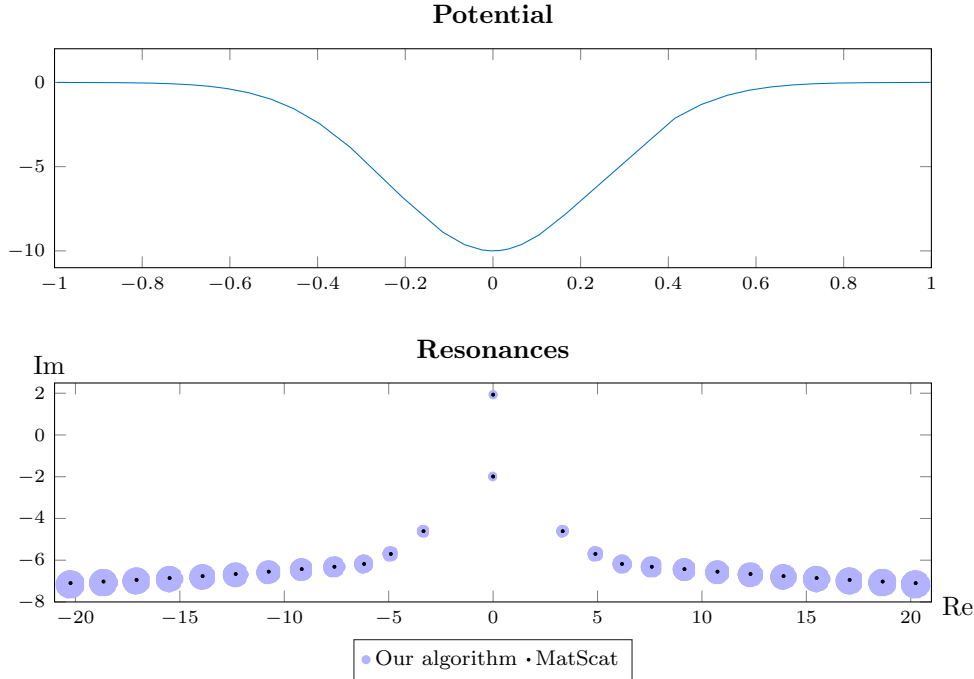 Potential
0
−5
−10
−1 −0.8 −0.6 −0.4 −0.2 0 0.2 0.4 0.6 0.8 1
Resonances
Im
2
0
−2
−4
−6
−8
−20 −15 −10 −5 0 5 10 15 20 Re
Our algorithm MatScat